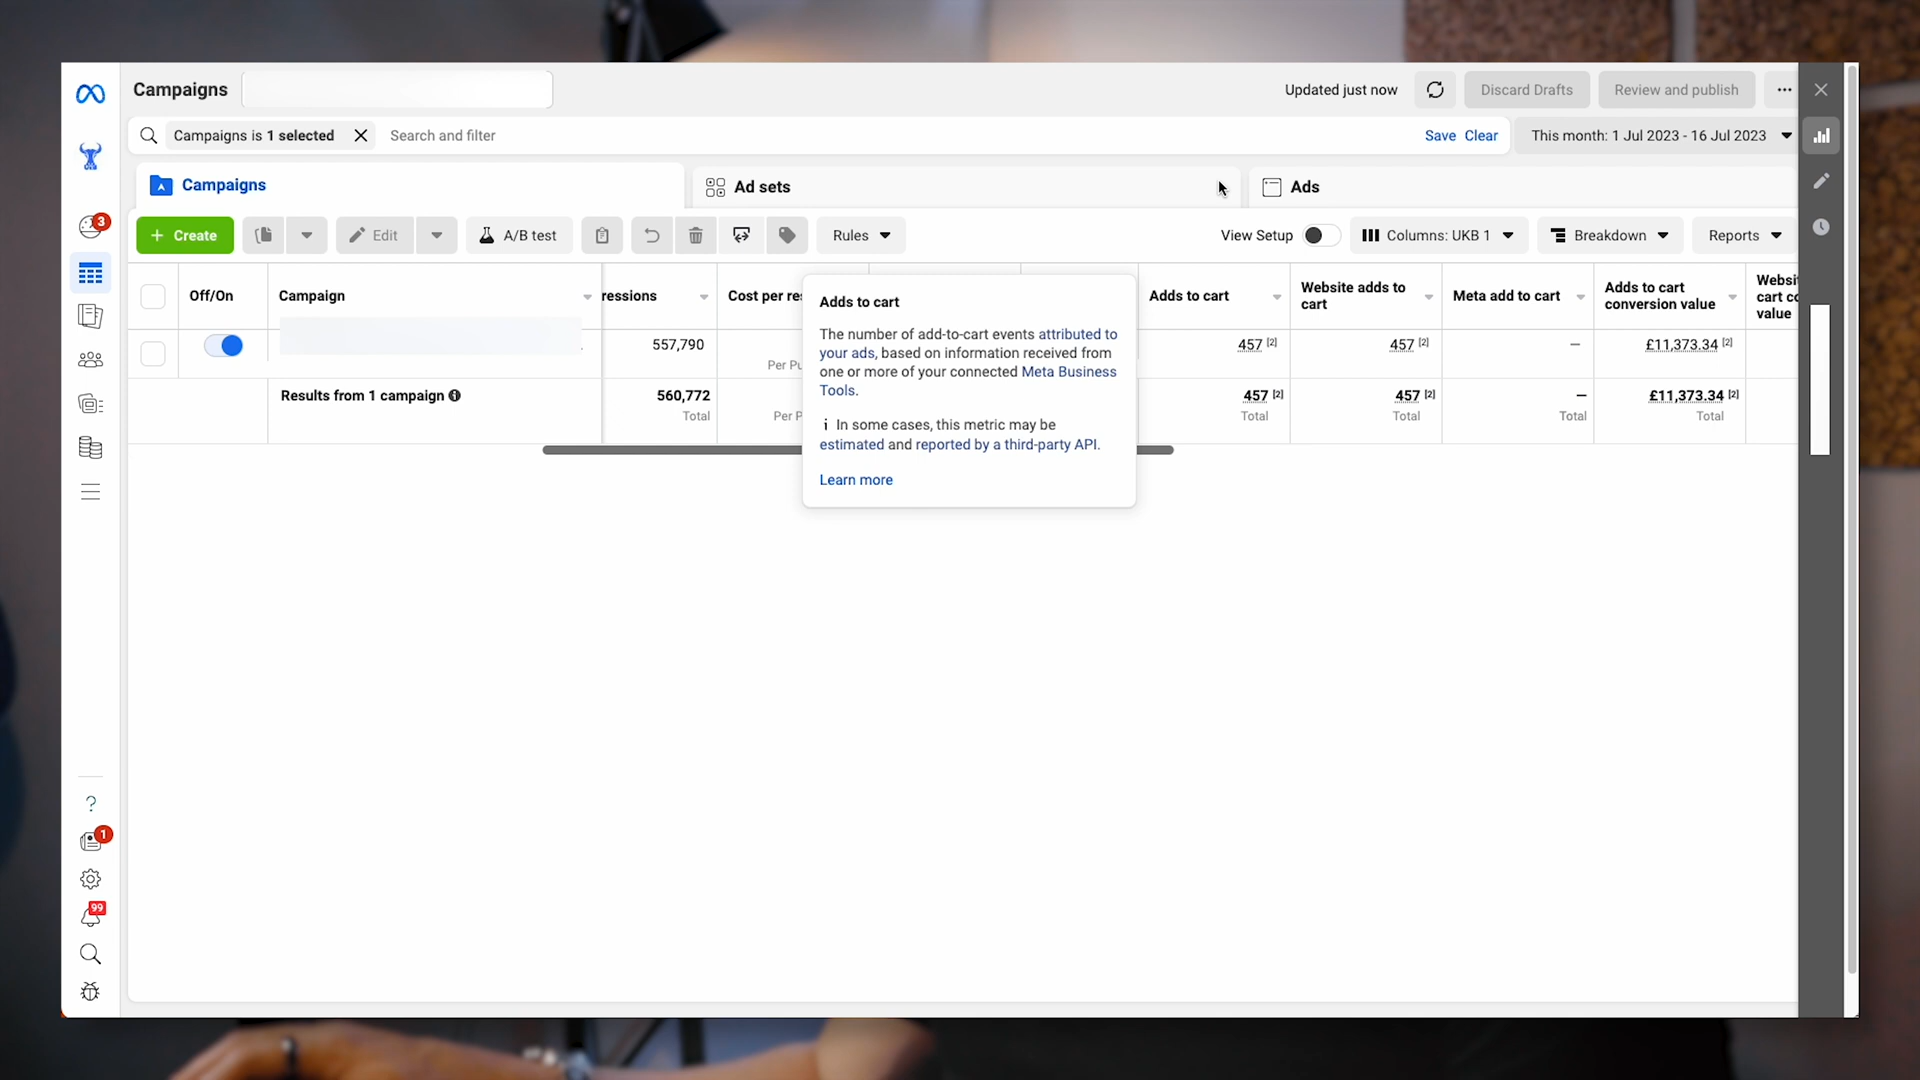 Campaigns
Updated just now
Discard Drafts
Review and publish
Campaigns is 1 selected
Search and filter
Save
Clear
This month: 1 Jul 2023 - 16 Jul 2023
Campaigns
Ad sets
Ads
3
+ Create
Edit
A/B test
Rules
View Setup
Columns: UKB 1
Breakdown
Reports
Off/On
Campaign
ressions
Cost per res
Adds to cart
Website adds to
cart
Meta add to cart
Adds to cart
conversion value
Websi
cart co
value
557,790
Per Pu
457 [2]
457 [2]
—
£11,373.34 [2]
Results from 1 campaign
560,772
Total
Per P
457 [2]
Total
457 [2]
Total
—
Total
£11,373.34 [2]
Total
Adds to cart
The number of add-to-cart events attributed to
your ads, based on information received from
one or more of your connected Meta Business
Tools.
i In some cases, this metric may be
estimated and reported by a third-party API.
Learn more
?
1
99